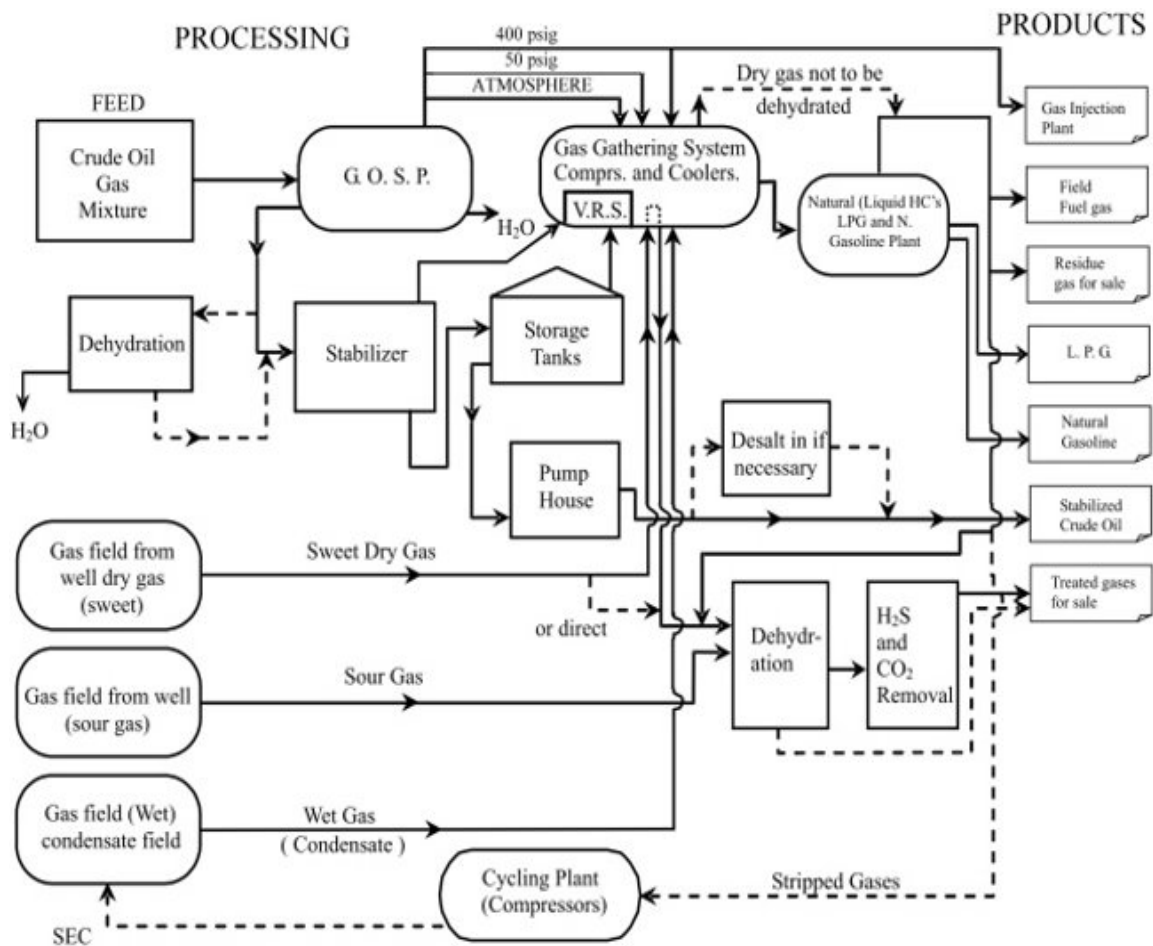 PROCESSING
PRODUCTS
400 psig
50 psig
ATMOSPHERE
Dry gas not to be
dehydrated
FEED
Crude Oil
Gas
Mixture
G. O. S. P.
H₂O
Gas Gathering System
Comprs. and Coolers.
V.R.S.
Natural (Liquid HC's
LPG and N.
Gasoline Plant
Gas Injection
Plant
Field
Fuel gas
Residue
gas for sale
L. P. G.
Natural
Gasoline
Stabilized
Crude Oil
Treated gases
for sale
Dehydration
H₂O
Stabilizer
Storage
Tanks
Pump
House
Desalt in if
necessary
Gas field from
well dry gas
(sweet)
Sweet Dry Gas
or direct
Dehydr-
ation
H₂S
and
CO₂
Removal
Gas field from well
(sour gas)
Sour Gas
Gas field (Wet)
condensate field
Wet Gas
( Condensate )
Cycling Plant
(Compressors)
Stripped Gases
SEC